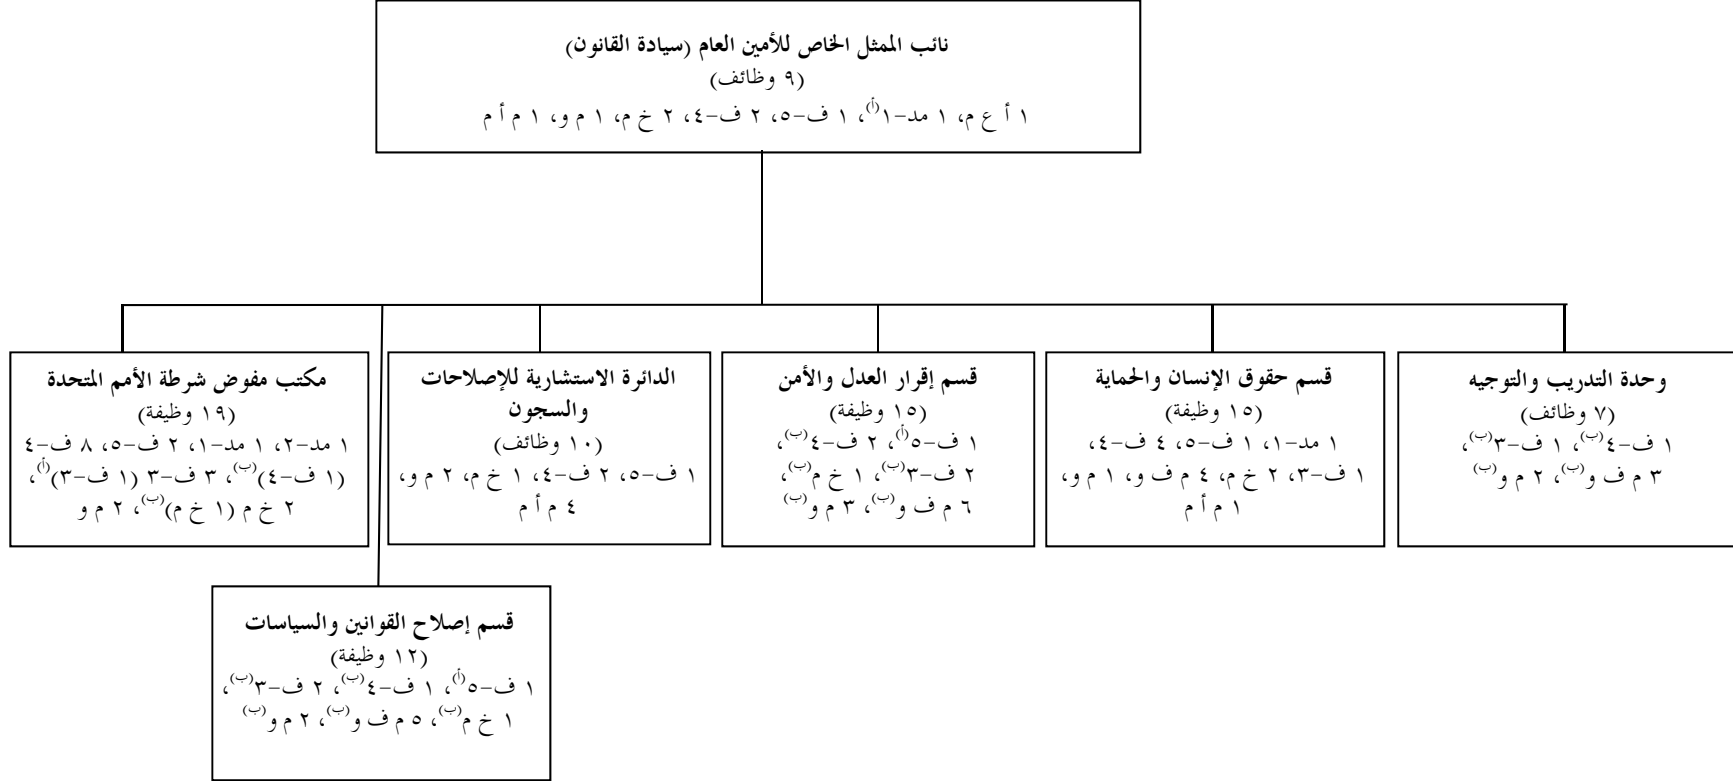 نائب الممثل الخاص للأمين العام (سيادة القانون)
(٩ وظائف)
١ أ ع م، ١ مد-١(أ)، ١ ف-٥، ٢ ف-٤، ٢ خ م، ١ م و، ١ م أ م
وحدة التدريب والتوجيه
(٧ وظائف)
١ ف-٤(ب)، ١ ف-٣(ب)،
٣ م ف و(ب)، ٢ م و(ب)
قسم حقوق الإنسان والحماية
(١٥ وظيفة)
١ مد-١، ١ ف-٥، ٤ ف-٤،
١ ف-٣، ٢ خ م، ٤ م ف و، ١ م و،
١ م أ م
قسم إقرار العدل والأمن
(١٥ وظيفة)
١ ف-٥(أ)، ٢ ف-٤(ب)،
٢ ف-٣(ب)، ١ خ م(ب)،
٦ م ف و(ب)، ٣ م و(ب)
الدائرة الاستشارية للإصلاحات
والسجون
(١٠ وظائف)
١ ف-٥، ٢ ف-٤، ١ خ م، ٢ م و،
٤ م أ م
مكتب مفوض شرطة الأمم المتحدة
(١٩ وظيفة)
١ مد-٢، ١ مد-١، ٢ ف-٥، ٨ ف-٤
(١ ف-٤)(ب)، ٣ ف-٣ (١ ف-٣)(أ)،
٢ خ م (١ خ م)(ب)، ٢ م و
قسم إصلاح القوانين والسياسات
(١٢ وظيفة)
١ ف-٥(أ)، ١ ف-٤(ب)، ٢ ف-٣(ب)،
١ خ م(ب)، ٥ م ف و(ب)، ٢ م و(ب)